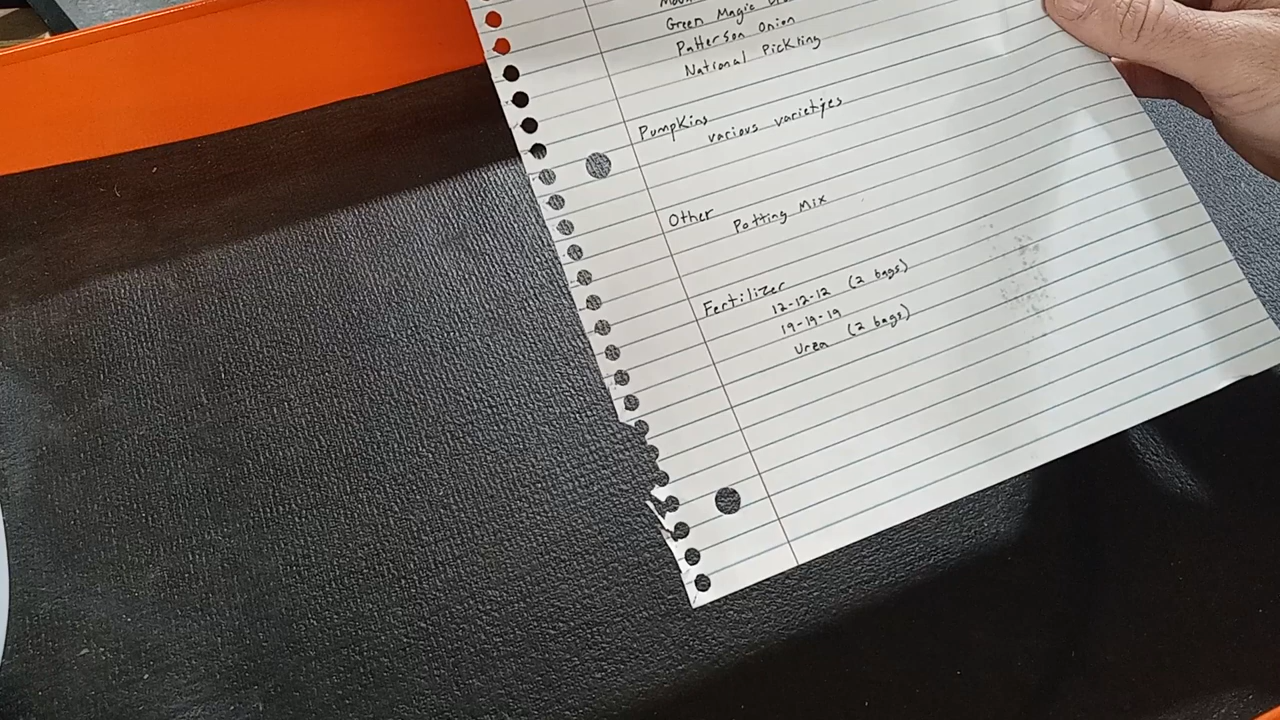 Green Magic
Patterson Onion
National Pickling
Pumpkins
various varietyes
Other
Potting Mix
Fertilizer
12-12-12 (2 bags)
19-19-19
Urea (2 bags)